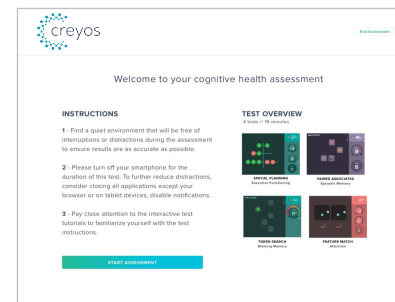 creyos
End Assessment
Welcome to your cognitive health assessment
INSTRUCTIONS
1 - Find a quiet environment that will be free of
interruptions or distractions during the assessment
to ensure results are as accurate as possible.
2 - Please turn off your smartphone for the
duration of this test. To further reduce distractions,
consider closing all applications except your
browser or on tablet devices, disable notifications.
3 - Pay close attention to the interactive test
tutorials to familiarize yourself with the test
instructions.
START ASSESSMENT
TEST OVERVIEW
4 tests // 15 minutes
SPATIAL PLANNING
Executive Functioning
PAIRED ASSOCIATES
Episodic Memory
TOKEN SEARCH
Working Memory
FEATURE MATCH
Attention